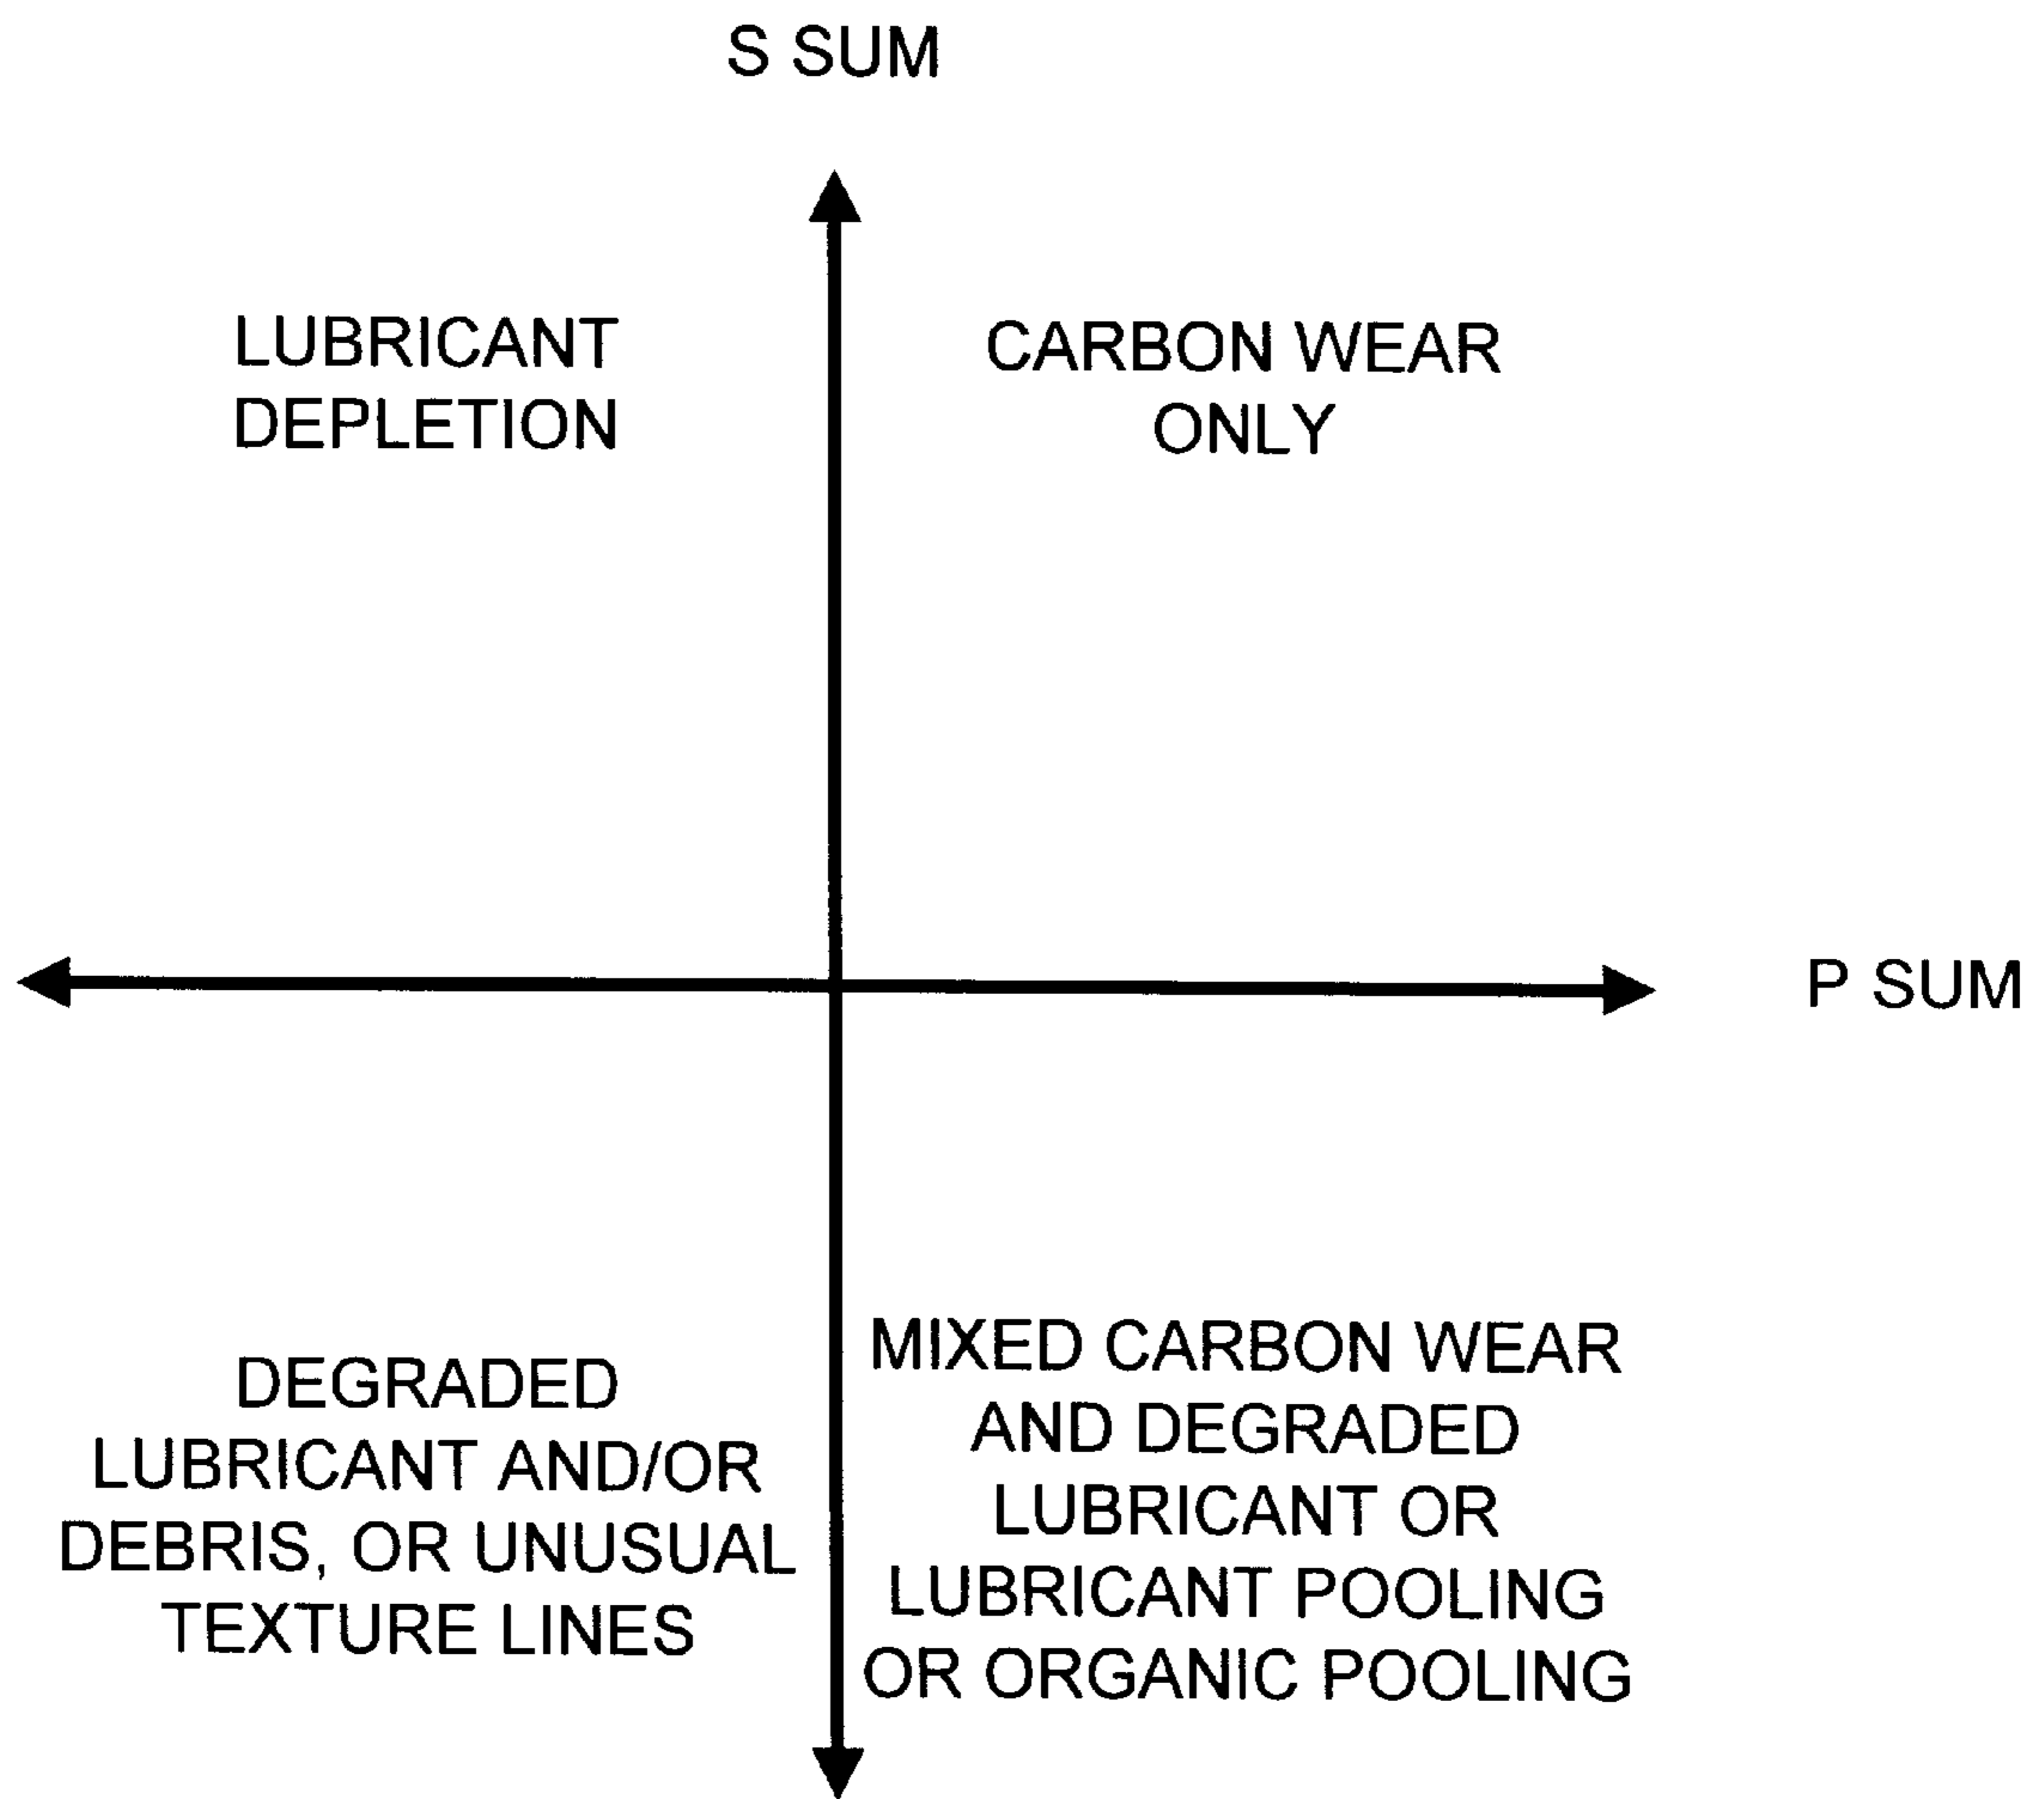 S SUM
LUBRICANT
DEPLETION
CARBON WEAR
ONLY
P SUM
DEGRADED
LUBRICANT AND/OR
DEBRIS, OR UNUSUAL
TEXTURE LINES
MIXED CARBON WEAR
AND DEGRADED
LUBRICANT OR
LUBRICANT POOLING
OR ORGANIC POOLING